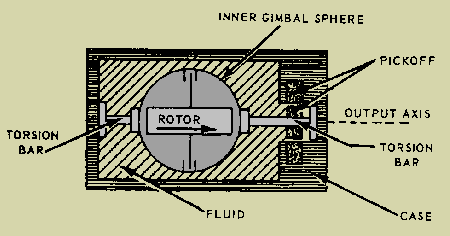 INNER GIMBAL SPHERE
PICKOFF
ROTOR
OUTPUT AXIS
TORSION
BAR
TORSION
BAR
FLUID
CASE